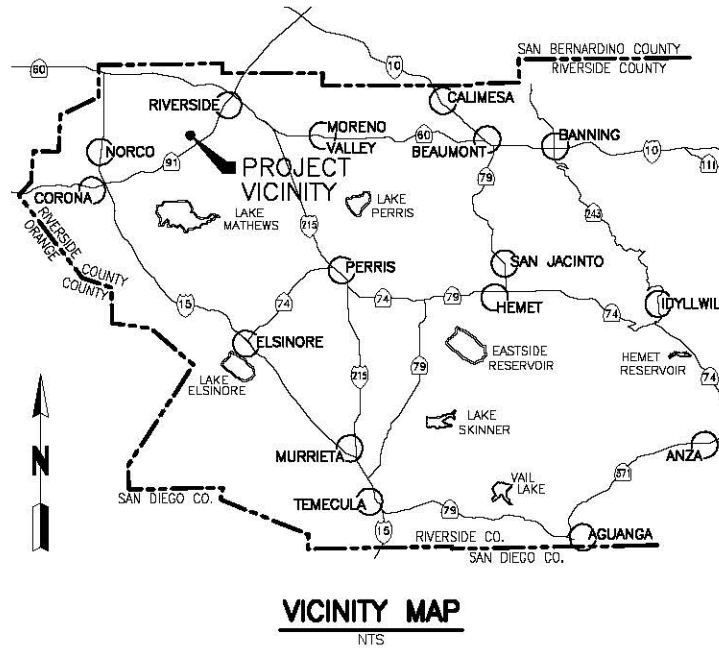 SAN BERNARDINO COUNTY
RIVERSIDE COUNTY
60
10
RIVERSIDE
CALIMESA
MORENO
VALLEY
60
BEAUMONT
BANNING
10
111
NORCO
91
PROJECT
VICINITY
79
CORONA
LAKE
MATHEWS
LAKE
PERRIS
215
243
RIVERSIDE
ORANGE
COUNTY
COUNTY
PERRIS
SAN JACINTO
15
74
74
79
HEMET
IDYLLWIL
74
ELSINORE
LAKE
ELSINORE
215
79
EASTSIDE
RESERVOIR
HEMET
RESERVOIR
74
LAKE
SKINNER
N
MURRIETA
ANZA
371
SAN DIEGO CO.
TEMECULA
VAIL
LAKE
79
15
RIVERSIDE CO.
SAN DIEGO CO.
AGUANGA
VICINITY MAP
NTS